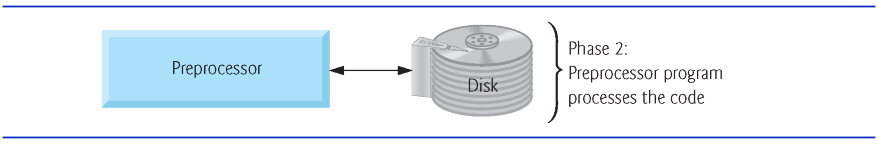 Preprocessor
Disk
Phase 2:
Preprocessor program
processes the code